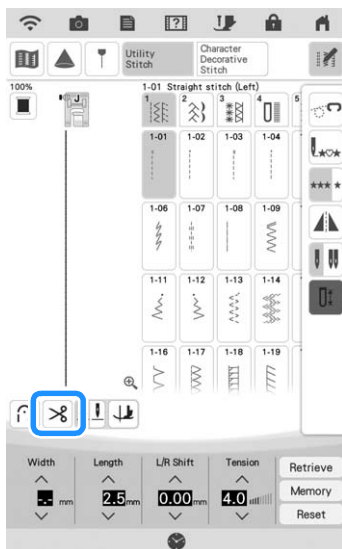 Utility
Stitch
Character
Decorative
Stitch
100%
1-01 Straight stitch (Left)
J
1 2 3 4 5
1-01 1-02 1-03 1-04
1-06 1-07 1-08 1-09
1-11 1-12 1-13 1-14
1-16 1-17 1-18 1-19
Width Length L/R Shift Tension
Retrieve
-.- mm 2.5 mm 0.00 mm 4.0
Memory
Reset